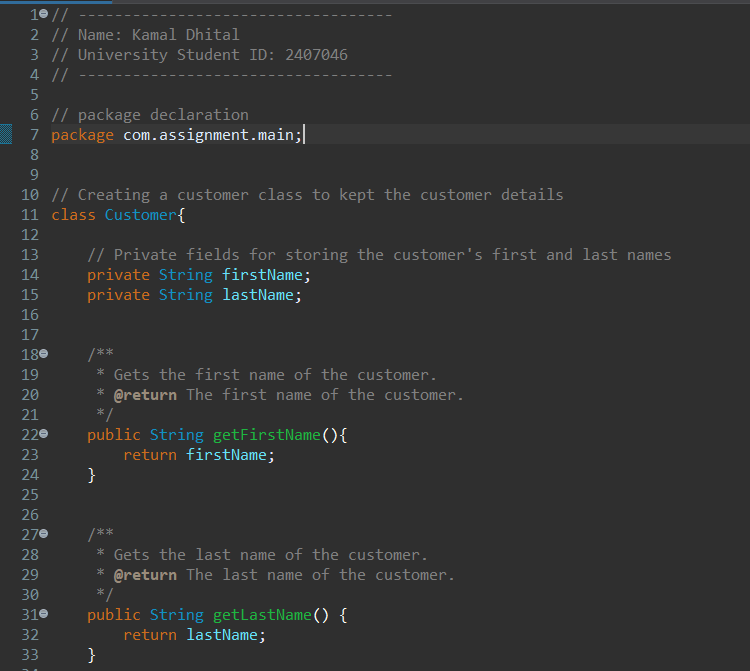 1 // -----------------------------------
2 // Name: Kamal Dhital
3 // University Student ID: 2407046
4 // -----------------------------------
5
6 // package declaration
7 package com.assignment.main;
8
9
10 // Creating a customer class to kept the customer details
11 class Customer{
12
13 // Private fields for storing the customer's first and last names
14 private String firstName;
15 private String lastName;
16
17
18 /**
19 * Gets the first name of the customer.
20 * @return The first name of the customer.
21 */
22 public String getFirstName(){
23 return firstName;
24 }
25
26
27 /**
28 * Gets the last name of the customer.
29 * @return The last name of the customer.
30 */
31 public String getLastName() {
32 return lastName;
33 }